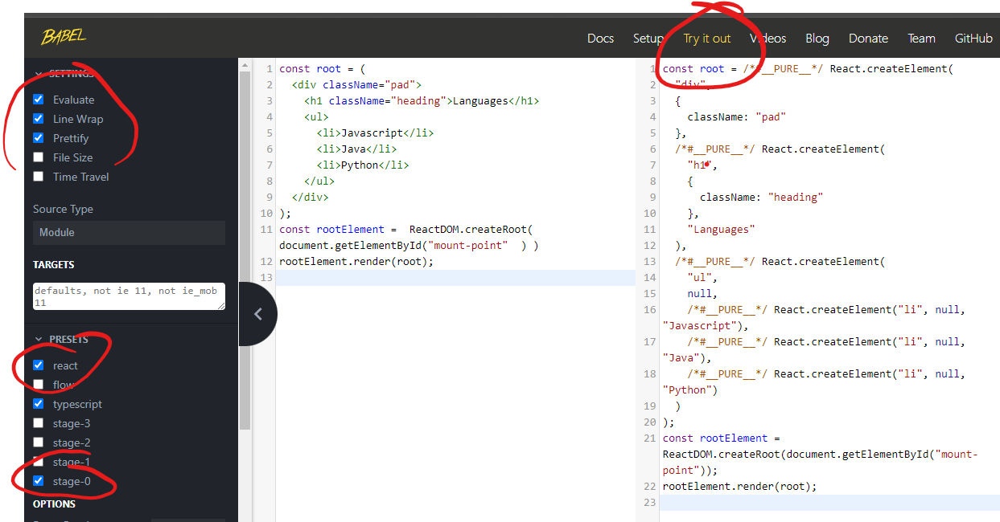 BABEL
Docs Setup Try it out Videos Blog Donate Team GitHub
SETTINGS
Evaluate
Line Wrap
Prettify
File Size
Time Travel
Source Type
Module
TARGETS
defaults, not ie 11, not ie_mob
11
PRESETS
react
flow
typescript
stage-3
stage-2
stage-1
stage-0
OPTIONS
1 const root = (
2 <div className="pad">
3 <h1 className="heading">Languages</h1>
4 <ul>
5 <li>Javascript</li>
6 <li>Java</li>
7 <li>Python</li>
8 </ul>
9 </div>
10 );
11 const rootElement =  ReactDOM.createRoot(
document.getElementById("mount-point"  ) )
12 rootElement.render(root);
13
1 const root = /*#__PURE__*/ React.createElement(
2 "div",
3 {
4 className: "pad"
5 },
6 /*#__PURE__*/ React.createElement(
7 "h1",
8 {
9 className: "heading"
10 },
11 "Languages"
12 ),
13 /*#__PURE__*/ React.createElement(
14 "ul",
15 null,
16 /*#__PURE__*/ React.createElement("li", null,
"Javascript"),
17 /*#__PURE__*/ React.createElement("li", null,
"Java"),
18 /*#__PURE__*/ React.createElement("li", null,
"Python")
19 )
20 );
21 const rootElement =
ReactDOM.createRoot(document.getElementById("mount-
point"));
22 rootElement.render(root);
23